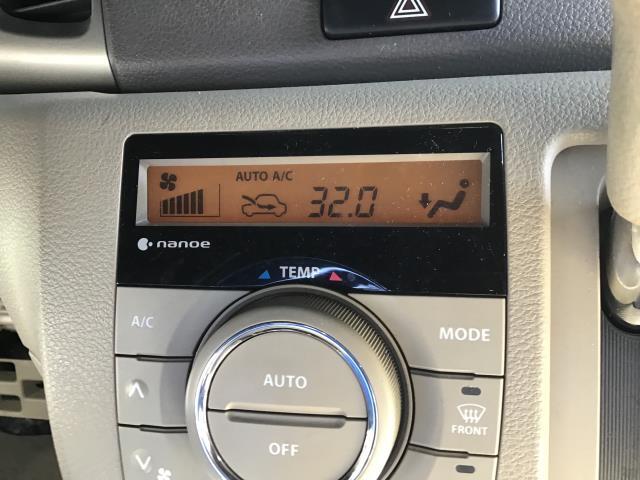 AUTO A/C
32.0
nanoe
TEMP
A/C
MODE
AUTO
OFF
FRONT